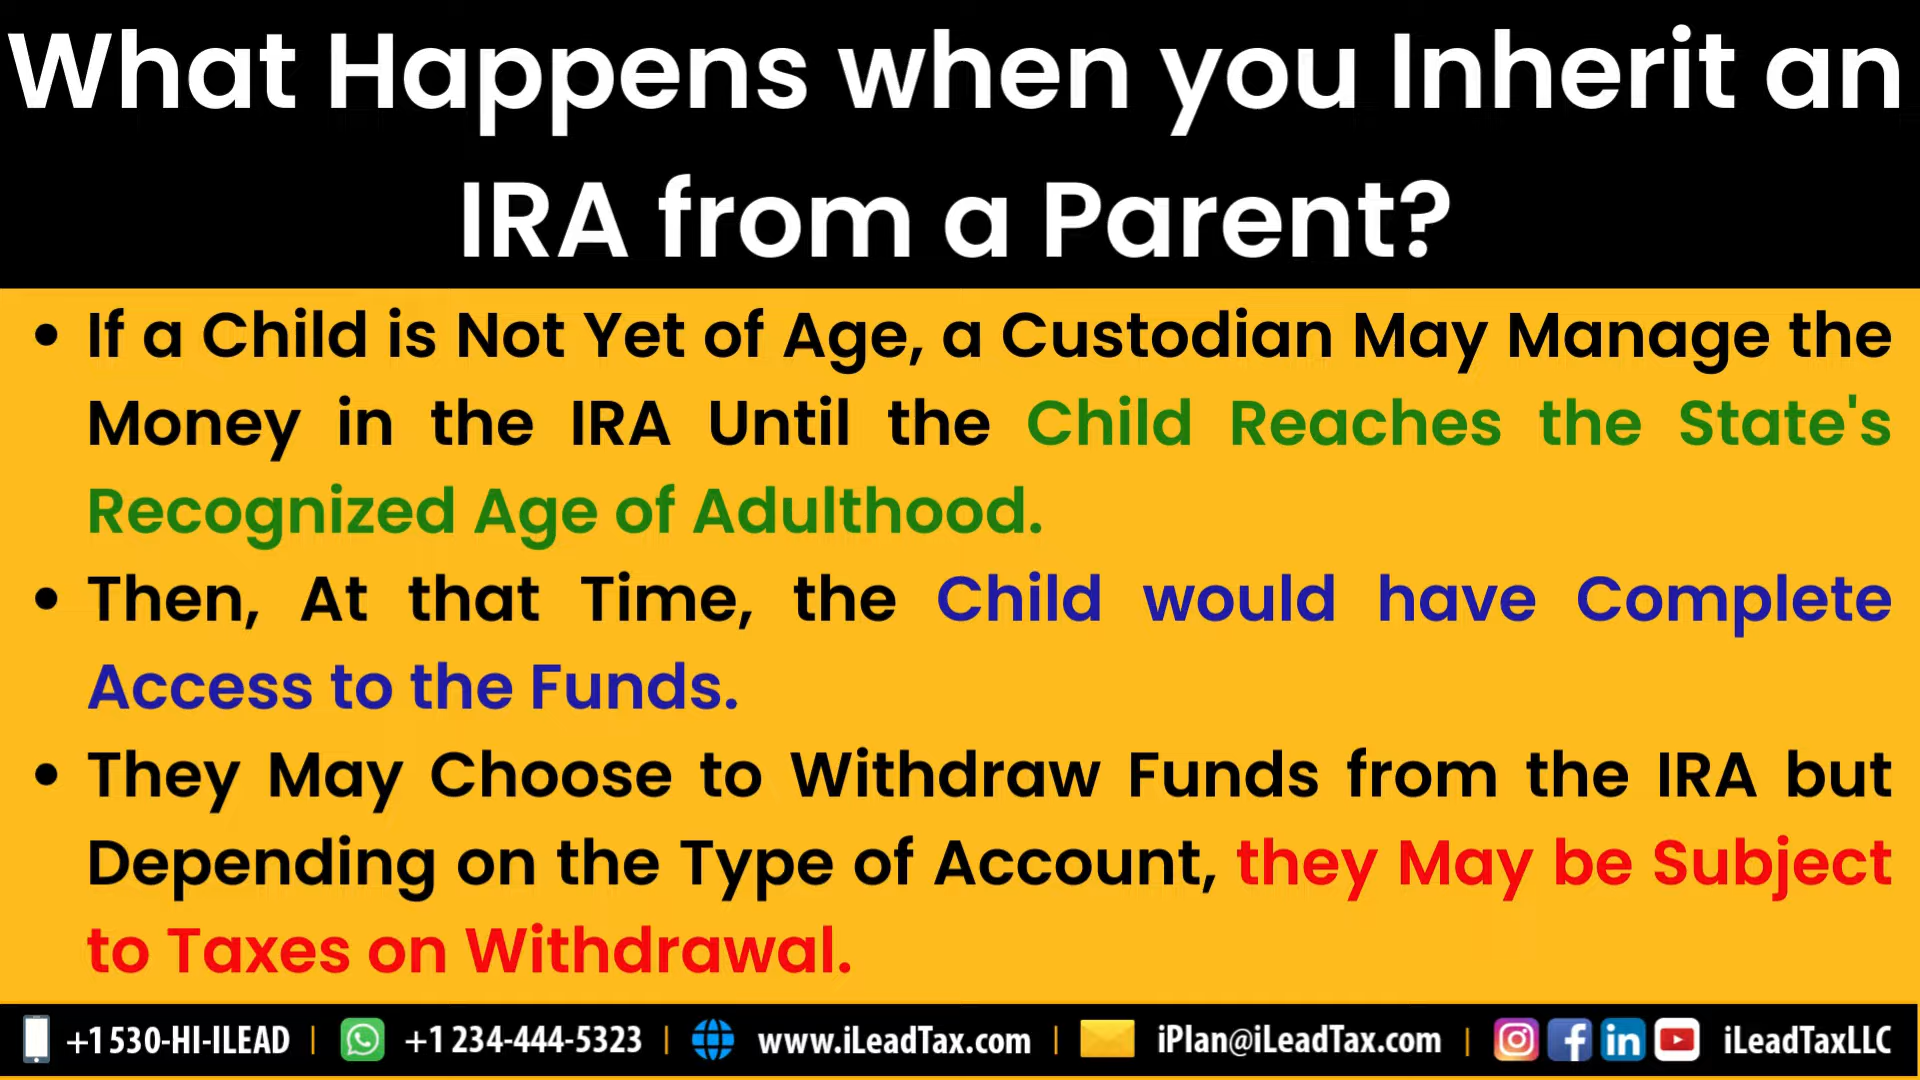 What Happens when you Inherit an
IRA from a Parent?
• If a Child is Not Yet of Age, a Custodian May Manage the
Money in the IRA Until the Child Reaches the State's
Recognized Age of Adulthood.
• Then, At that Time, the Child would have Complete
Access to the Funds.
• They May Choose to Withdraw Funds from the IRA but
Depending on the Type of Account, they May be Subject
to Taxes on Withdrawal.
+1 530-HI-ILEAD | +1 234-444-5323 | www.iLeadTax.com | iPlan@iLeadTax.com | iLeadTaxLLC